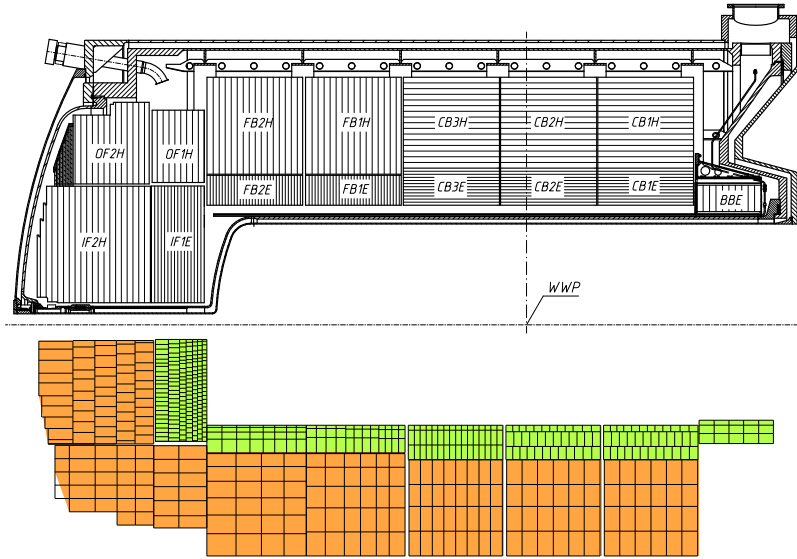 FB2H FB1H CB3H CB2H CB1H
OF2H OF1H
FB2E FB1E CB3E CB2E CB1E
BBE
IF2H IF1E
WWP